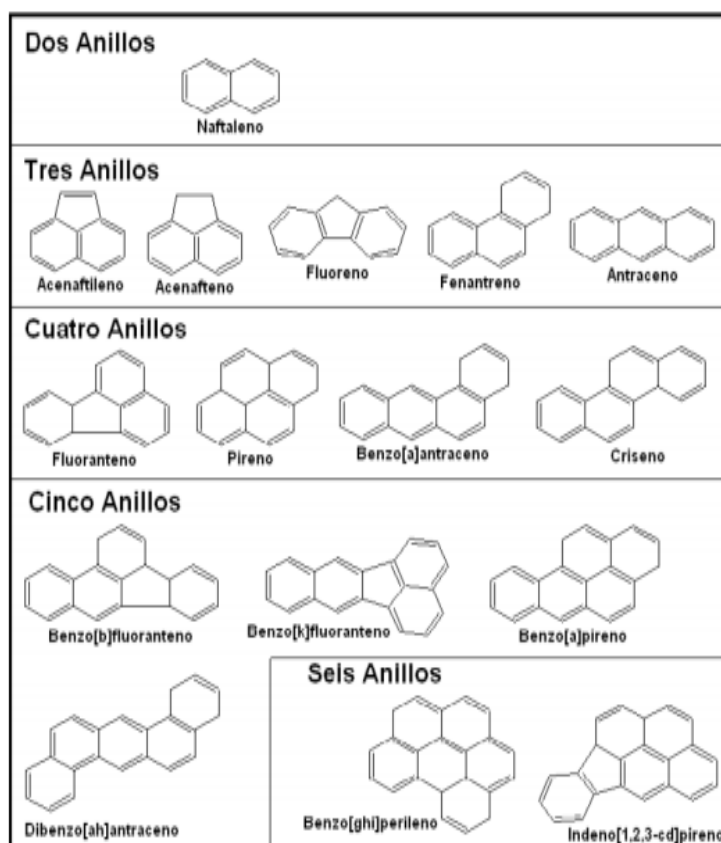 Dos Anillos
Naftaleno
Tres Anillos
Acenaftileno
Acenafteno
Fluoreno
Fenantreno
Antraceno
Cuatro Anillos
Fluoranteno
Pireno
Benzo[a]antraceno
Criseno
Cinco Anillos
Benzo[b]fluoranteno
Benzo[k]fluoranteno
Benzo[a]pireno
Dibenzo[ah]antraceno
Seis Anillos
Benzo[ghi]perileno
Indeno[1,2,3-cd]pireno